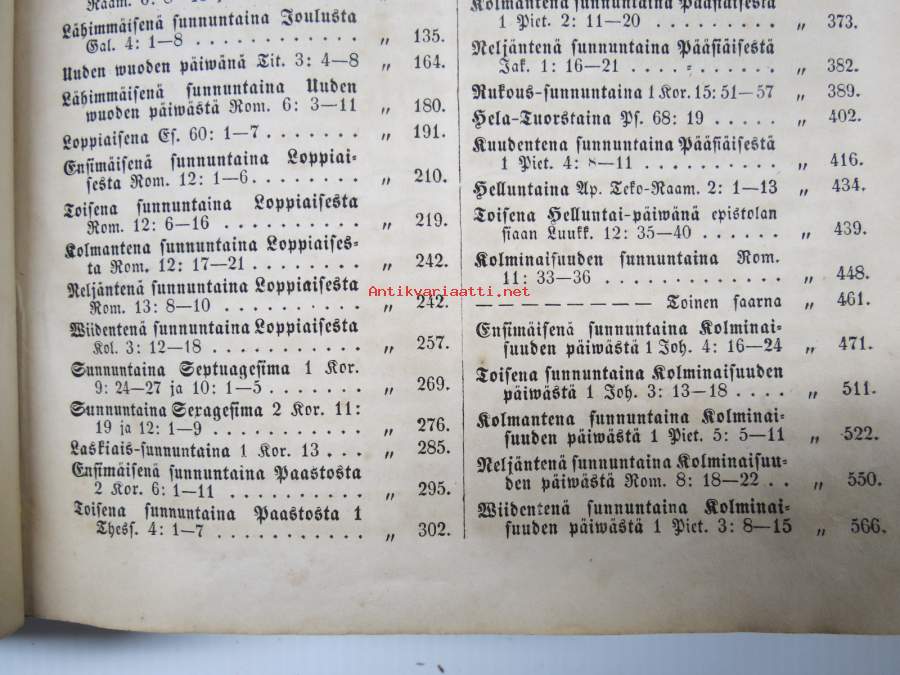 Raam. 6: 8
Lähimmäisenä sunnuntaina Joulusta
Gal. 4: 1—8 . . . . . . . . . . . . „ 135.
Uuden wuoden päiwänä Tit. 3: 4—8 „ 164.
Lähimmäisenä sunnuntaina Uuden
wuoden päiwästä Rom. 6: 3—11 „ 180.
Loppiaisena Es. 60: 1—7 . . . . . . . „ 191.
Ensimäisenä sunnuntaina Loppiai-
sesta Rom. 12: 1—6 . . . . . . . . „ 210.
Toisena sunnuntaina Loppiaisesta
Rom. 12: 6—16 . . . . . . . . . . „ 219.
Kolmantena sunnuntaina Loppiaises-
ta Rom. 12: 17—21 . . . . . . . . „ 242.
Neljäntenä sunnuntaina Loppiaisesta
Rom. 13: 8—10 . . . . . . . . . . „ 242.
Wiidentenä sunnuntaina Loppiaisesta
Kol. 3: 12—18 . . . . . . . . . . . „ 257.
Sunnuntaina Septuagesima 1 Kor.
9: 24—27 ja 10: 1—5 . . . . . . . „ 269.
Sunnuntaina Sexagesima 2 Kor. 11:
19 ja 12: 1—9 . . . . . . . . . . . „ 276.
Laskiais-sunnuntaina 1 Kor. 13 . . . „ 285.
Ensimäisenä sunnuntaina Paastosta
2 Kor. 6: 1—11 . . . . . . . . . . „ 295.
Toisena sunnuntaina Paastosta 1
Thess. 4: 1—7 . . . . . . . . . . . „ 302.
Kolmantena sunnuntaina Pääsiäisestä
1 Piet. 2: 11—20 . . . . . . . . . „ 373.
Neljäntenä sunnuntaina Pääsiäisestä
Jak. 1: 16—21 . . . . . . . . . . . „ 382.
Rukous-sunnuntaina 1 Kor. 15: 51—57 „ 389.
Hela-Tuorstaina Ps. 68: 19 . . . . . „ 402.
Kuudentena sunnuntaina Pääsiäisestä
1 Piet. 4: 8—11 . . . . . . . . . . „ 416.
Helluntaina Ap. Teko-Raam. 2: 1—13 „ 434.
Toisena Helluntai-päiwänä epistolan
siaan Luukk. 12: 35—40 . . . . . . „ 439.
Kolminaisuuden sunnuntaina Rom.
11: 33—36 . . . . . . . . . . . . . „ 448.
— — — — — — — — Toinen saarna „ 461.
Ensimäisenä sunnuntaina Kolminai-
suuden päiwästä 1 Joh. 4: 16—24 „ 471.
Toisena sunnuntaina Kolminaisuuden
päiwästä 1 Joh. 3: 13—18 . . . . „ 511.
Kolmantena sunnuntaina Kolminai-
suuden päiwästä 1 Piet. 5: 5—11 „ 522.
Neljäntenä sunnuntaina Kolminaisuu-
den päiwästä Rom. 8: 18—22 . . „ 550.
Wiidentenä sunnuntaina Kolminai-
suuden päiwästä 1 Piet. 3: 8—15 „ 566.
Antikvariaatti.net